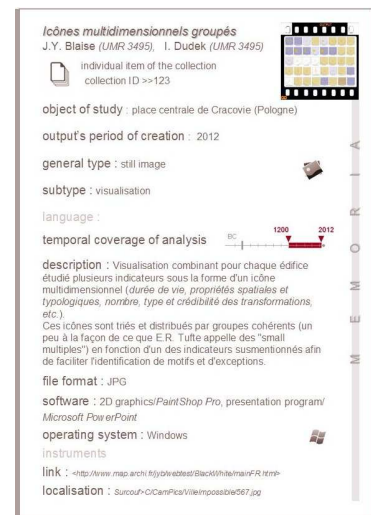 Icônes multidimensionnels groupés
J.Y. Blaise (UMR 3495), I. Dudek (UMR 3495)
individual item of the collection
collection ID >>123
object of study : place centrale de Cracovie (Pologne)
output's period of creation : 2012
general type : still image
subtype : visualisation
language :
temporal coverage of analysis
BC
1200
2012
description : Visualisation combinant pour chaque édifice
étudié plusieurs indicateurs sous la forme d'un icône
multidimensionnel (durée de vie, propriétés spatiales et
typologiques, nombre, type et crédibilité des transformations,
etc.).
Ces icônes sont triés et distribués par groupes cohérents (un
peu à la façon de ce que E.R. Tufte appelle des "small
multiples") en fonction d'un des indicateurs susmentionnés afin
de faciliter l'identification de motifs et d'exceptions.
file format : JPG
software : 2D graphics/PaintShop Pro, presentation program/
Microsoft PowerPoint
operating system : Windows
instruments
link : <http://www.map.archi.fr/jyb/webtest/BlackWhite/mainFR.html>
localisation : Surcouf>C/CamPics/VilleImpossible/567.jpg
MEMORIA